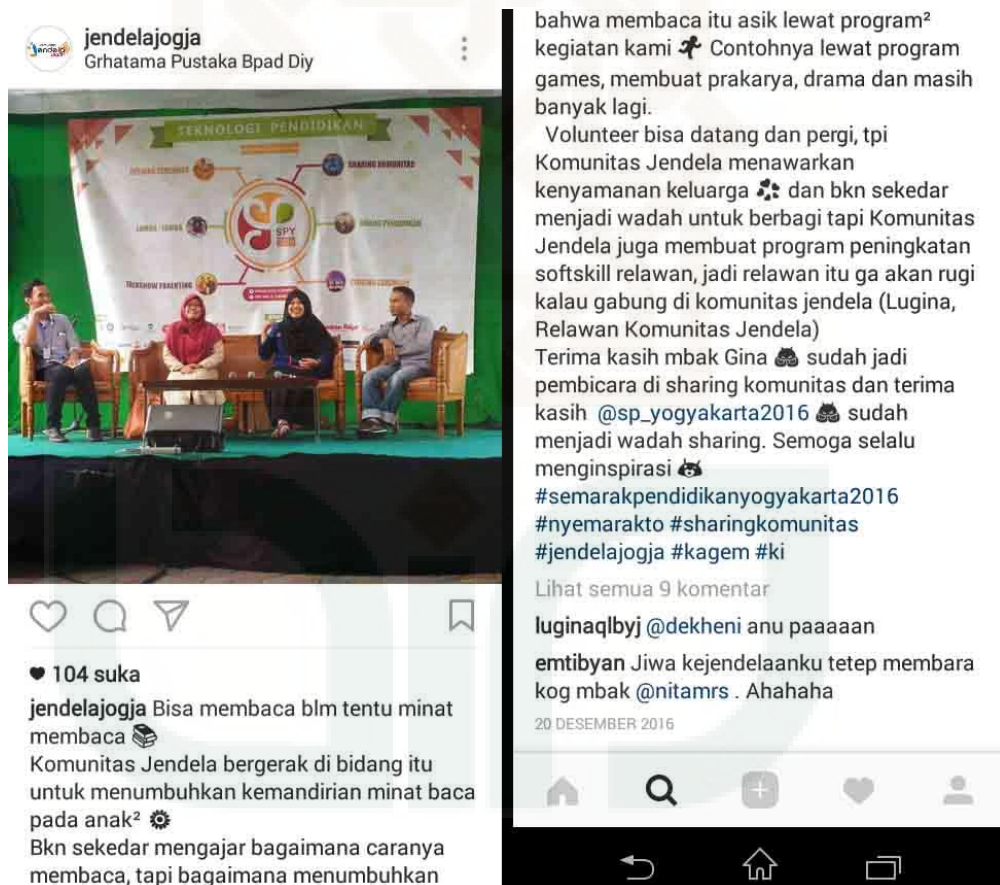 jendelajogja
Grhatama Pustaka Bpad Diy
TEKNOLOGI PENDIDIKAN
SHARING KOMUNITAS
LOMBA - LOMBA
TALKSHOW PARENTING
SPY
104 suka
jendelajogja Bisa membaca blm tentu minat
membaca
Komunitas Jendela bergerak di bidang itu
untuk menumbuhkan kemandirian minat baca
pada anak²
Bkn sekedar mengajar bagaimana caranya
membaca, tapi bagaimana menumbuhkan
bahwa membaca itu asik lewat program²
kegiatan kami Contohnya lewat program
games, membuat prakarya, drama dan masih
banyak lagi.
Volunteer bisa datang dan pergi, tpi
Komunitas Jendela menawarkan
kenyamanan keluarga dan bkn sekedar
menjadi wadah untuk berbagi tapi Komunitas
Jendela juga membuat program peningkatan
softskill relawan, jadi relawan itu ga akan rugi
kalau gabung di komunitas jendela (Lugina,
Relawan Komunitas Jendela)
Terima kasih mbak Gina sudah jadi
pembicara di sharing komunitas dan terima
kasih @sp_yogyakarta2016 sudah
menjadi wadah sharing. Semoga selalu
menginspirasi
#semarakpendidikanyogyakarta2016
#nyemarakto #sharingkomunitas
#jendelajogja #kagem #ki
Lihat semua 9 komentar
luginaqlbyj @dekheni anu paaaaan
emtibyan Jiwa kejendelaanku tetep membara
kog mbak @nitamrs . Ahahaha
20 DESEMBER 2016